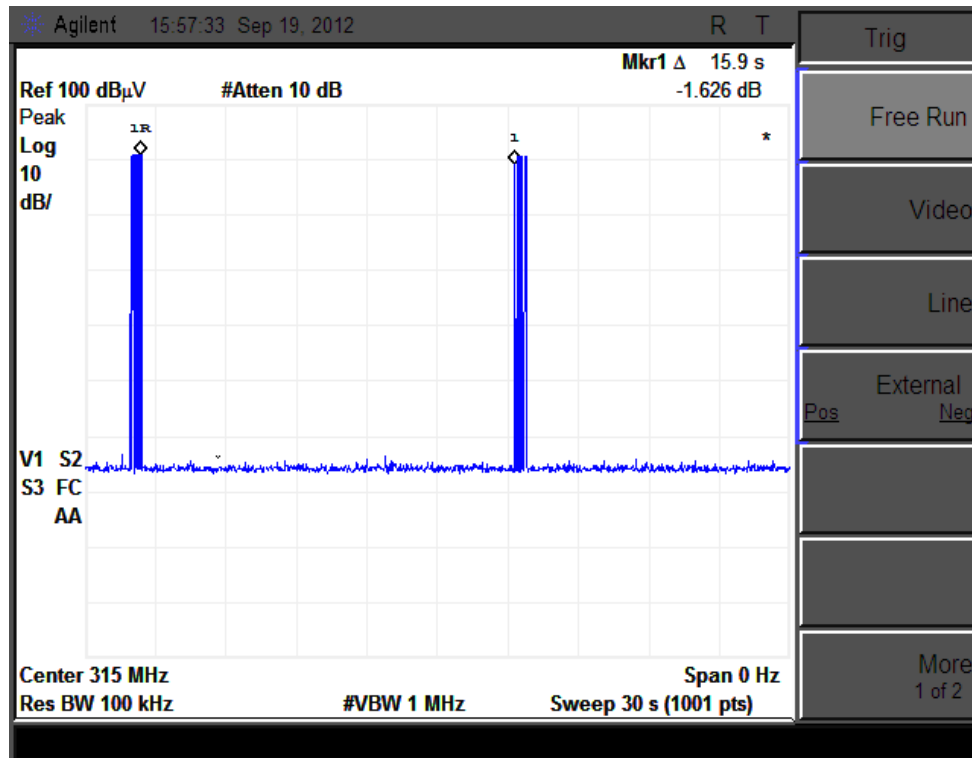 Agilent 15:57:33 Sep 19, 2012 R T
Mkr1 Δ 15.9 s
Ref 100 dBμV #Atten 10 dB -1.626 dB
Peak
Log
10
dB/
1R
1
*
V1 S2
S3 FC
AA
Center 315 MHz Span 0 Hz
Res BW 100 kHz #VBW 1 MHz Sweep 30 s (1001 pts)
Trig
Free Run
Video
Line
External
Pos Neg
More
1 of 2